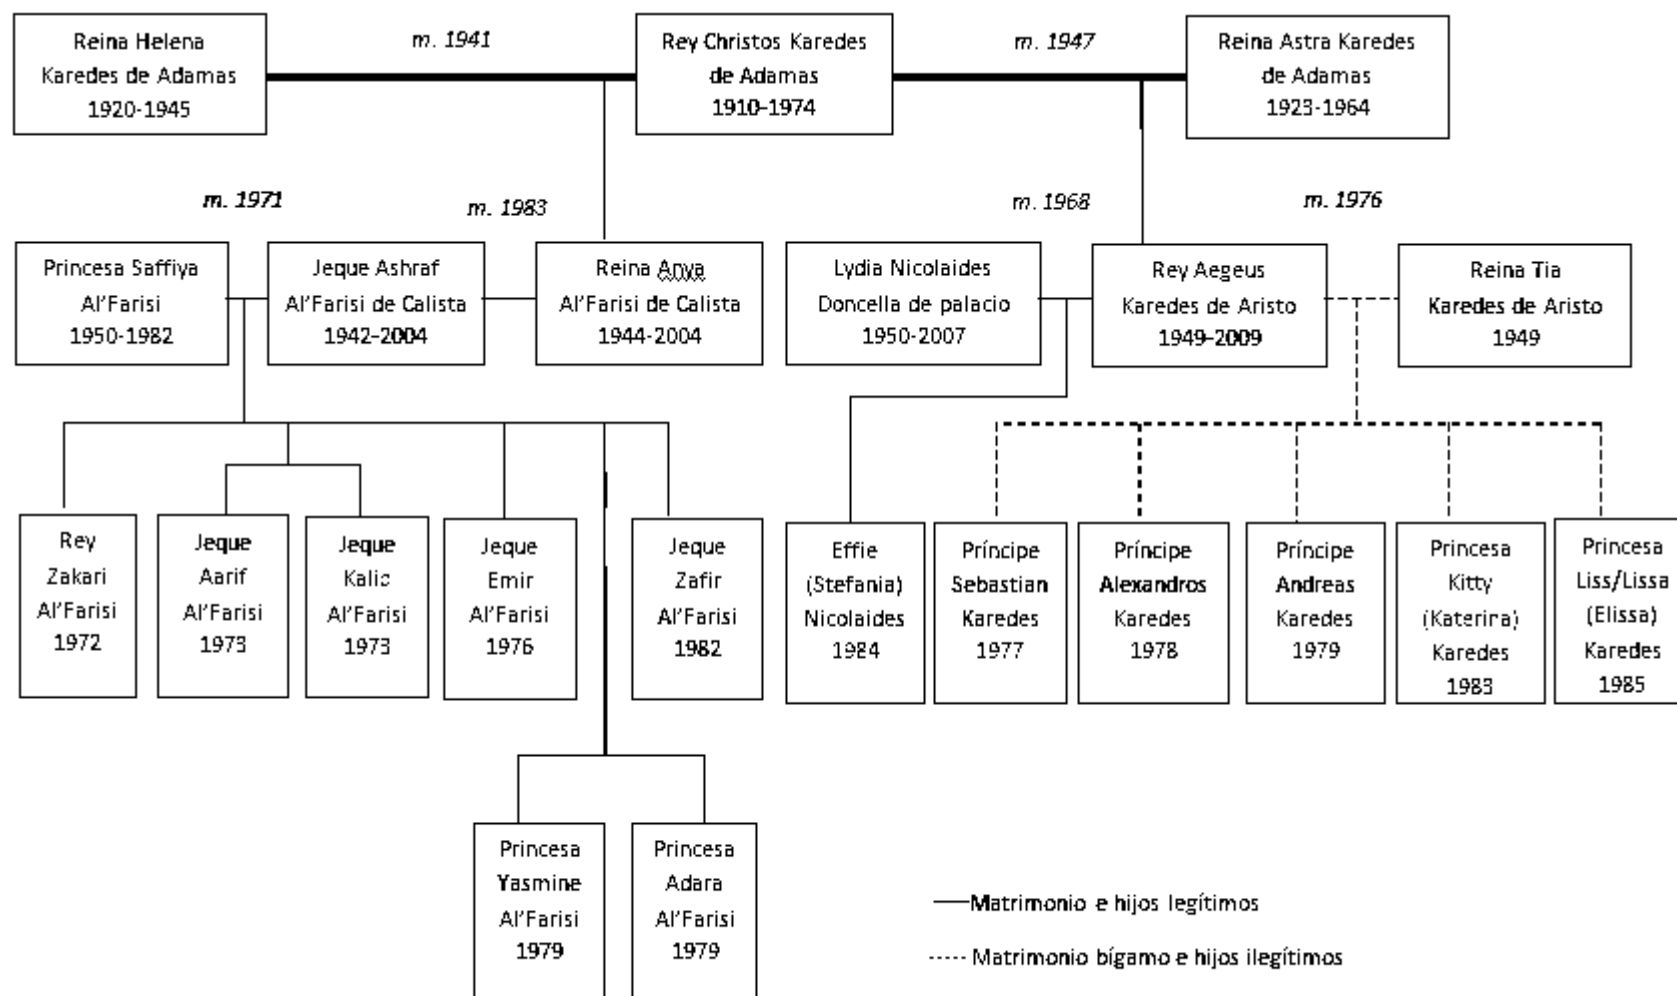 Reina Helena
Karedes de Adamas
1920-1945
m. 1941
Rey Christos Karedes
de Adamas
1910-1974
m. 1947
Reina Astra Karedes
de Adamas
1923-1964
m. 1971
m. 1983
m. 1968
m. 1976
Princesa Saffiya
Al'Farisi
1950-1982
Jeque Ashraf
Al'Farisi de Calista
1942-2004
Reina Anya
Al'Farisi de Calista
1944-2004
Lydia Nicolaides
Doncella de palacio
1950-2007
Rey Aegeus
Karedes de Aristo
1949-2009
Reina Tia
Karedes de Aristo
1949
Rey
Zakari
Al'Farisi
1972
Jeque
Aarif
Al'Farisi
1973
Jeque
Kalic
Al'Farisi
1973
Jeque
Emir
Al'Farisi
1976
Jeque
Zafir
Al'Farisi
1982
Effie
(Stefania)
Nicolaides
1984
Príncipe
Sebastian
Karedes
1977
Príncipe
Alexandros
Karedes
1978
Príncipe
Andreas
Karedes
1979
Princesa
Kitty
(Katerina)
Karedes
1983
Princesa
Liss/Lissa
(Elissa)
Karedes
1985
Princesa
Yasmine
Al'Farisi
1979
Princesa
Adara
Al'Farisi
1979
Matrimonio e hijos legítimos
Matrimonio bígamo e hijos ilegítimos